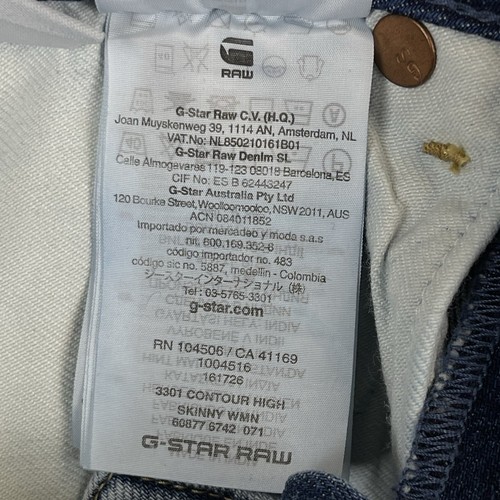 RAW
G-Star Raw C.V. (H.Q.)
Joan Muyskenweg 39, 1114 AN, Amsterdam, NL
VAT.No: NL850210161B01
G-Star Raw Denim SL
Calle Almogavares 119-123 08018 Barcelona, ES
CIF No: ES B 62443247
G-Star Australia Pty Ltd
120 Bourke Street, Woolloomooloo, NSW 2011, AUS
ACN 084011852
Importado por mercadeo y moda s.a.s
nit. 800.169.352-6
código importador no. 483
código sic no. 5887, medellin - Colombia
ジースターインターナショナル (株)
Tel : 03-5765-3301
g-star.com
RN 104506 / CA 41169
1004516
161726
3301 CONTOUR HIGH
SKINNY WMN
60877 6742 071
G-STAR RAW